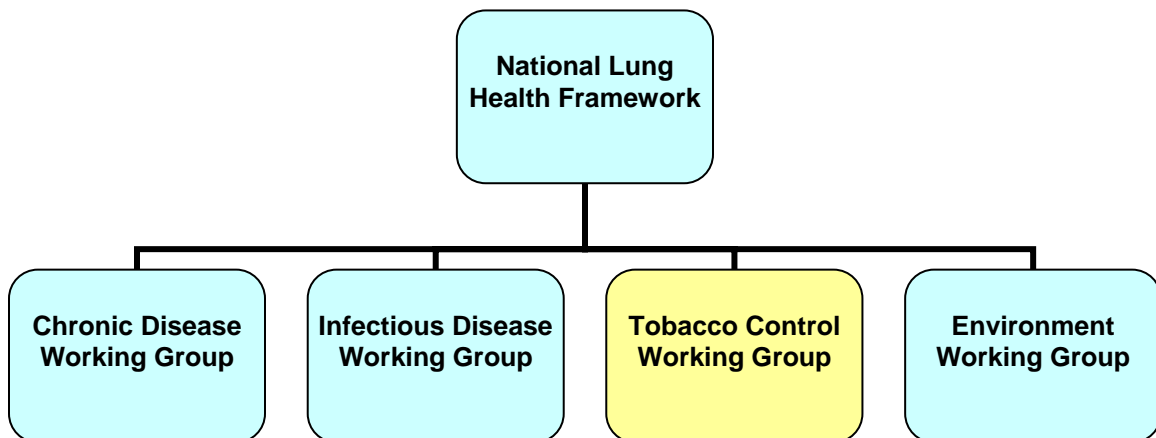 National Lung
Health Framework
Chronic Disease
Working Group
Infectious Disease
Working Group
Tobacco Control
Working Group
Environment
Working Group